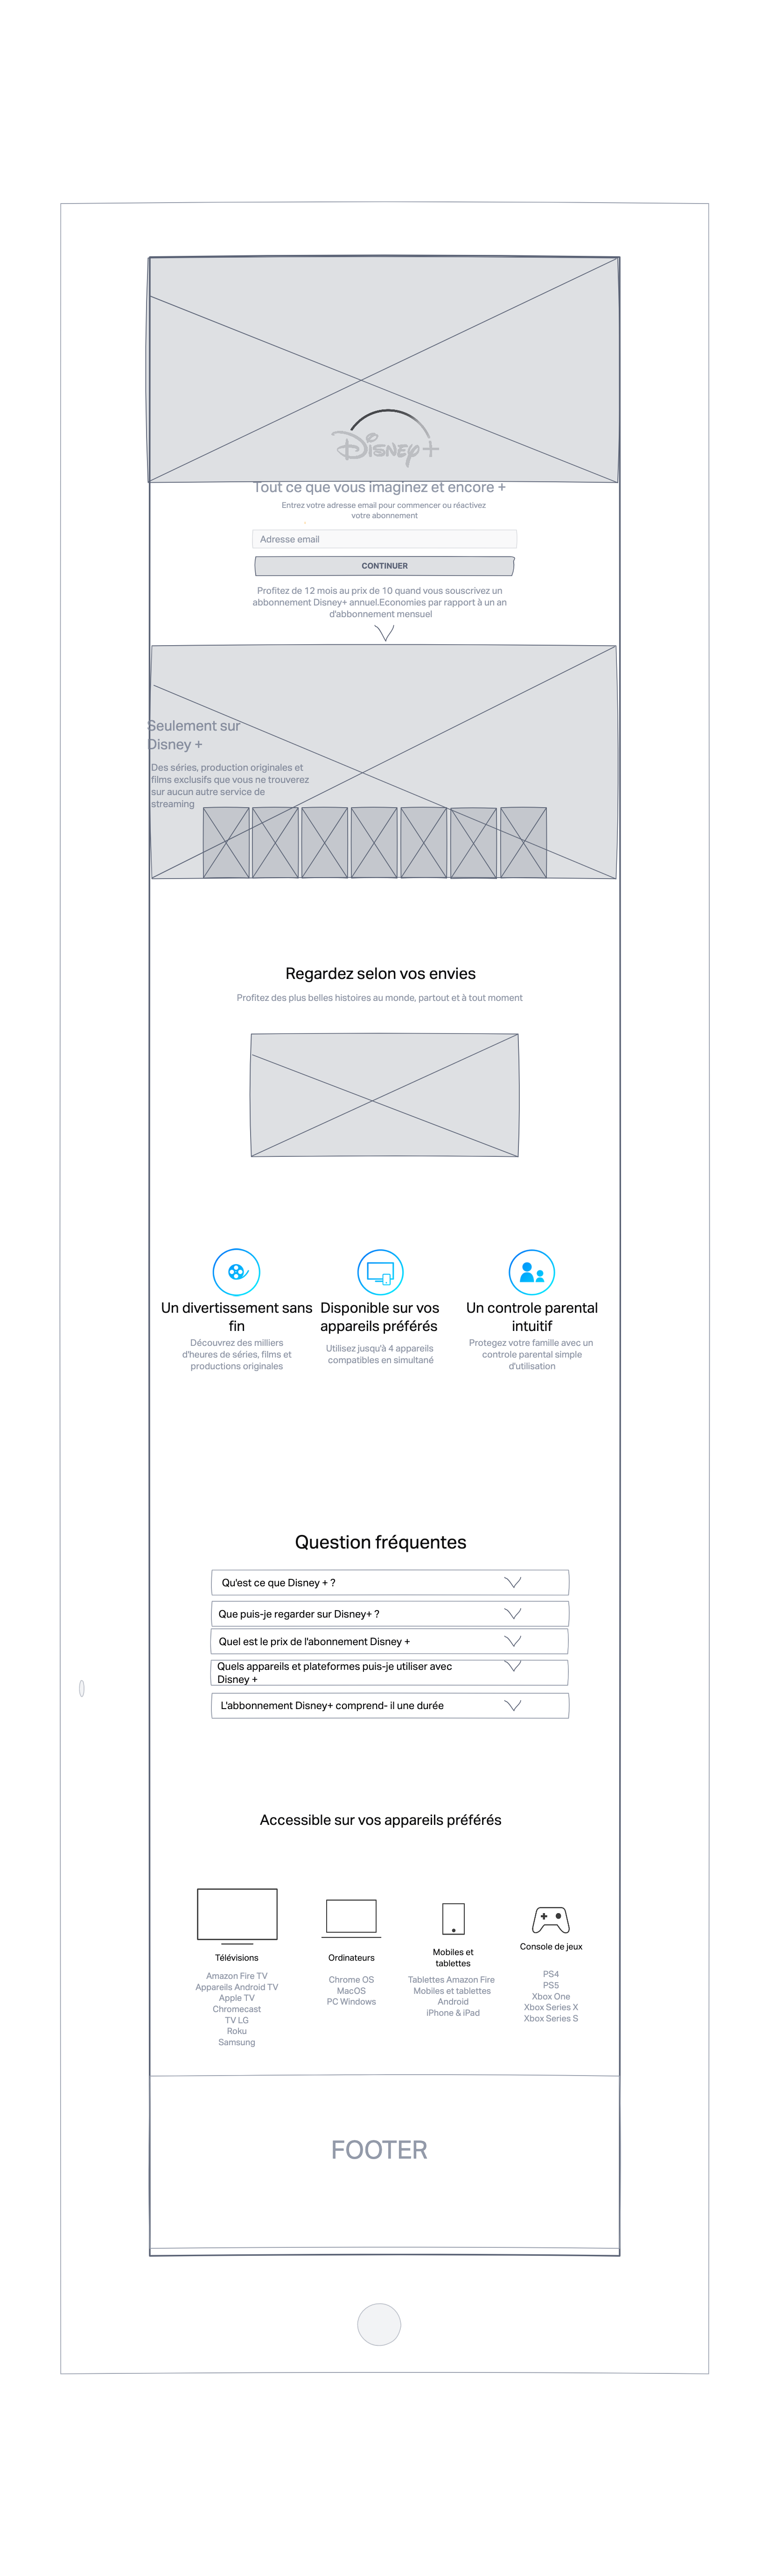 Disney+
Tout ce que vous imaginez et encore +
Entrez votre adresse email pour commencer ou réactivez
votre abonnement
Adresse email
CONTINUER
Profitez de 12 mois au prix de 10 quand vous souscrivez un
abbonnement Disney+ annuel.Economies par rapport à un an
d'abbonnement mensuel
Seulement sur
Disney +
Des séries, production originales et
films exclusifs que vous ne trouverez
sur aucun autre service de
streaming
Regardez selon vos envies
Profitez des plus belles histoires au monde, partout et à tout moment
Un divertissement sans
fin
Découvrez des milliers
d'heures de séries, films et
productions originales
Disponible sur vos
appareils préférés
Utilisez jusqu'à 4 appareils
compatibles en simultané
Un controle parental
intuitif
Protegez votre famille avec un
controle parental simple
d'utilisation
Question fréquentes
Qu'est ce que Disney + ?
Que puis-je regarder sur Disney+ ?
Quel est le prix de l'abonnement Disney +
Quels appareils et plateformes puis-je utiliser avec
Disney +
L'abbonnement Disney+ comprend- il une durée
Accessible sur vos appareils préférés
Télévisions
Amazon Fire TV
Appareils Android TV
Apple TV
Chromecast
TV LG
Roku
Samsung
Ordinateurs
Chrome OS
MacOS
PC Windows
Mobiles et
tablettes
Tablettes Amazon Fire
Mobiles et tablettes
Android
iPhone & iPad
Console de jeux
PS4
PS5
Xbox One
Xbox Series X
Xbox Series S
FOOTER